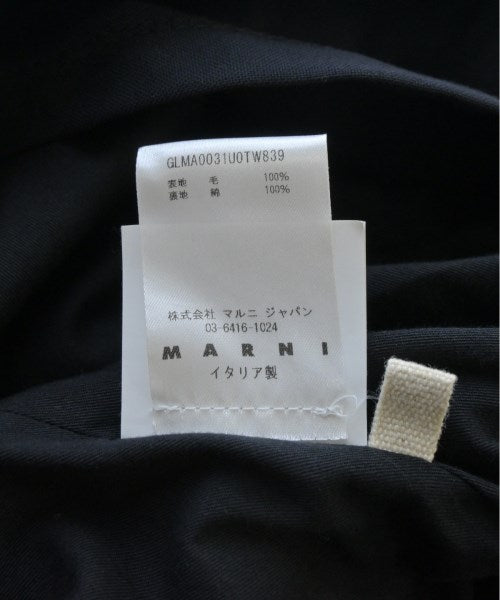 GLMA0031U0TW839
表地 毛 100%
裏地 綿 100%
株式会社 マルニ ジャパン
03-6416-1024
MARNI
イタリア製